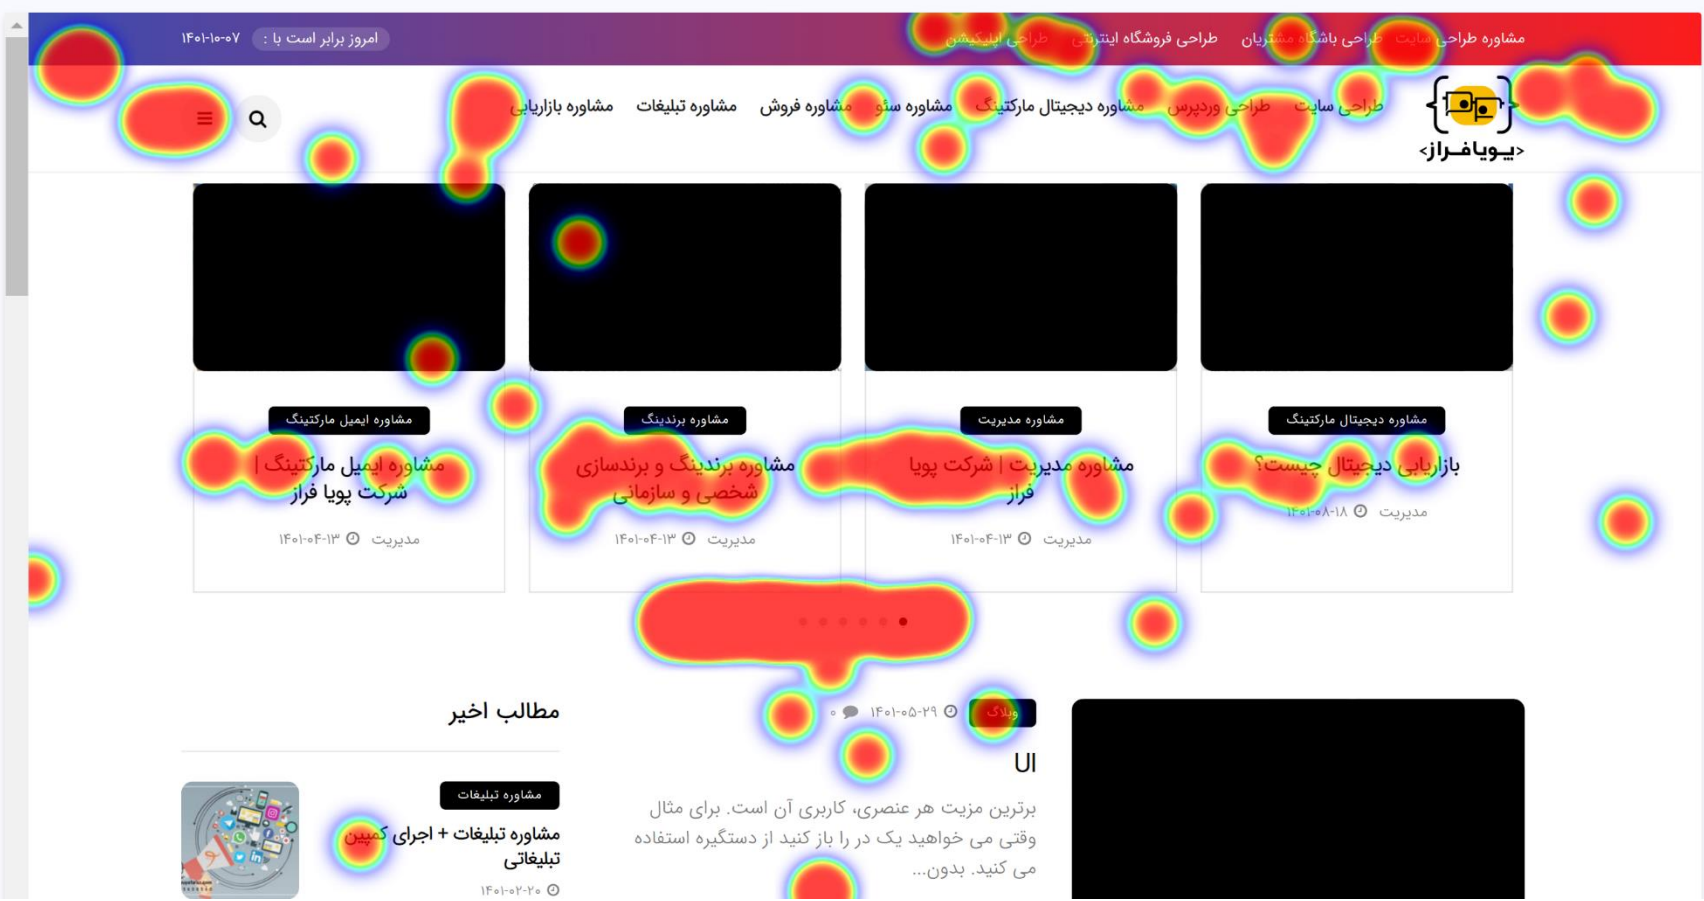 مشاوره طراحی سایت
طراحی باشگاه مشتریان
طراحی فروشگاه اینترنتی
طراحی اپلیکیشن
امروز برابر است با : ۱۴۰۱-۱۰-۰۷
<پـویـافــراز>
طراحی سایت
طراحی وردپرس
مشاوره دیجیتال مارکتینگ
مشاوره سئو
مشاوره فروش
مشاوره تبلیغات
مشاوره بازاریابی
مشاوره دیجیتال مارکتینگ
بازاریابی دیجیتال چیست؟
مدیریت ۱۴۰۱-۰۸-۱۸
مشاوره مدیریت
مشاوره مدیریت | شرکت پویا
فراز
مدیریت ۱۴۰۱-۰۴-۱۳
مشاوره برندینگ
مشاوره برندینگ و برندسازی
شخصی و سازمانی
مدیریت ۱۴۰۱-۰۴-۱۳
مشاوره ایمیل مارکتینگ
مشاوره ایمیل مارکتینگ |
شرکت پویا فراز
مدیریت ۱۴۰۱-۰۴-۱۳
وبلاگ ۱۴۰۱-۰۵-۲۹ ۰
UI
برترین مزیت هر عنصری، کاربری آن است. برای مثال
وقتی می خواهید یک در را باز کنید از دستگیره استفاده
می کنید. بدون...
مطالب اخیر
مشاوره تبلیغات
مشاوره تبلیغات + اجرای کمپین
تبلیغاتی
۱۴۰۱-۰۲-۲۰